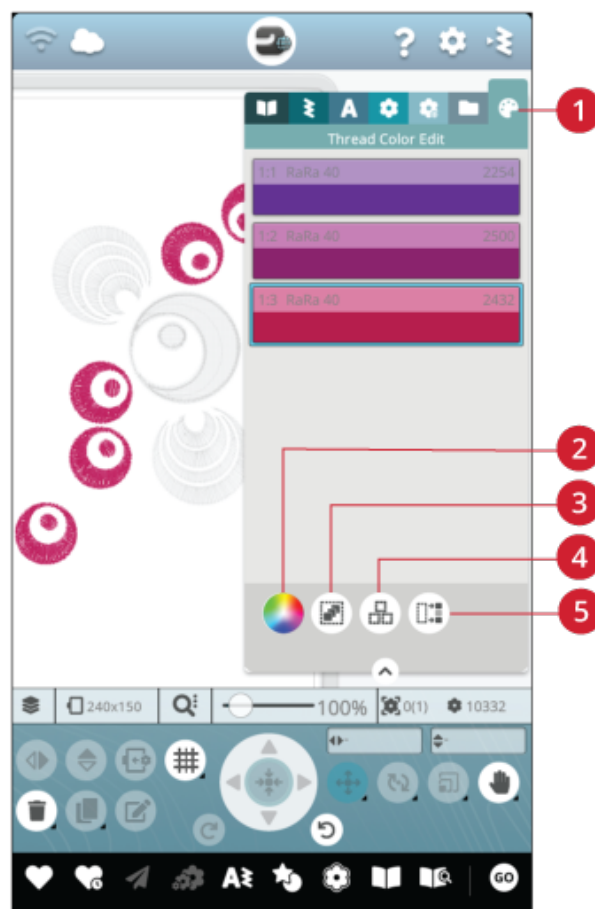 ?
A
1
Thread Color Edit
1:1 RaRa 40 2254
1:2 RaRa 40 2500
1:3 RaRa 40 2432
2
3
4
5
240x150
100%
0(1)
10332
A
GO